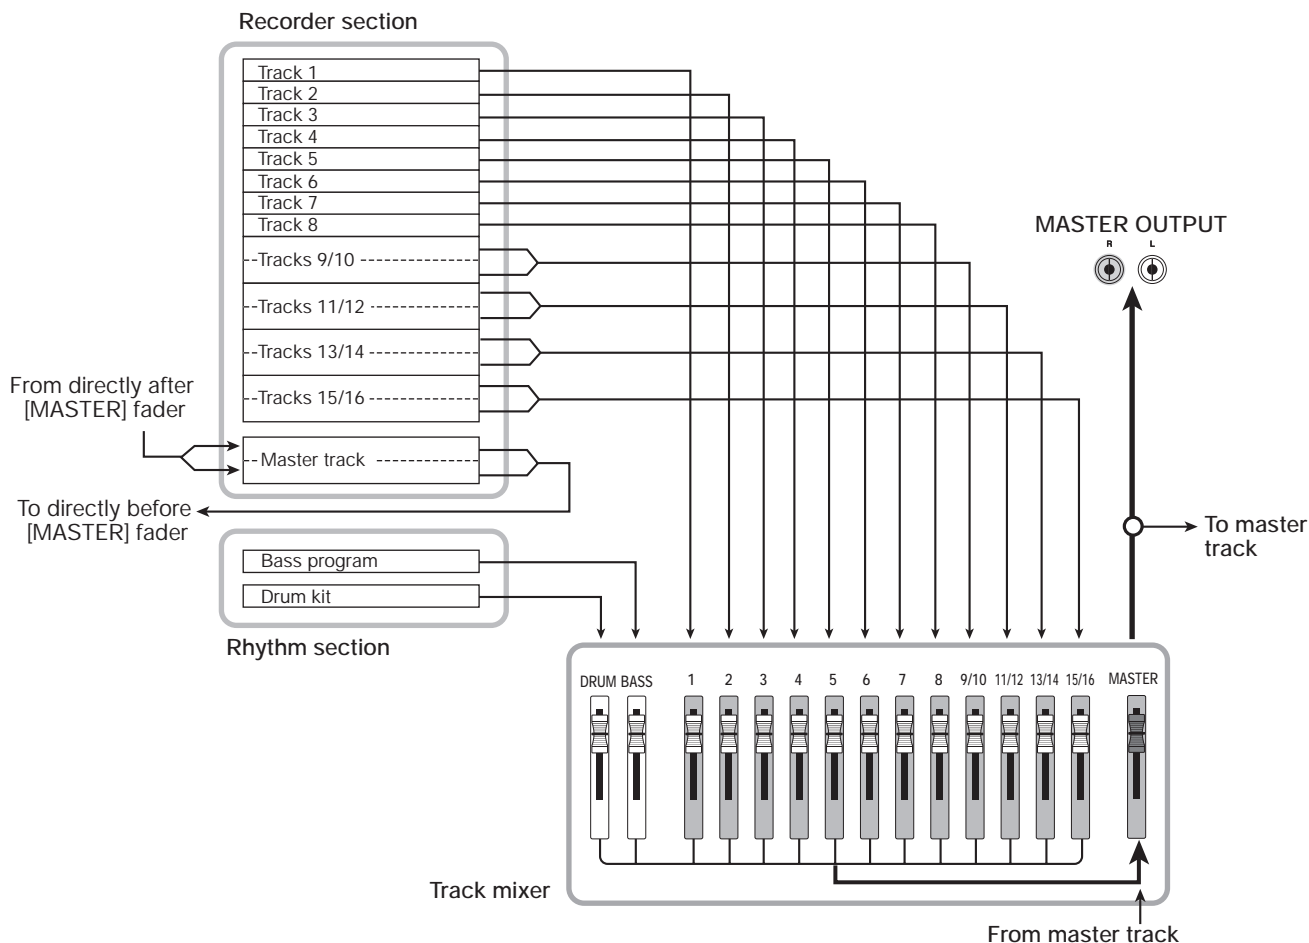 Recorder section
Track 1
Track 2
Track 3
Track 4
Track 5
Track 6
Track 7
Track 8
Tracks 9/10
Tracks 11/12
Tracks 13/14
Tracks 15/16
Master track
From directly after
[MASTER] fader
To directly before
[MASTER] fader
Bass program
Drum kit
Rhythm section
MASTER OUTPUT
R L
To master
track
DRUM BASS 1 2 3 4 5 6 7 8 9/10 11/12 13/14 15/16 MASTER
Track mixer
From master track